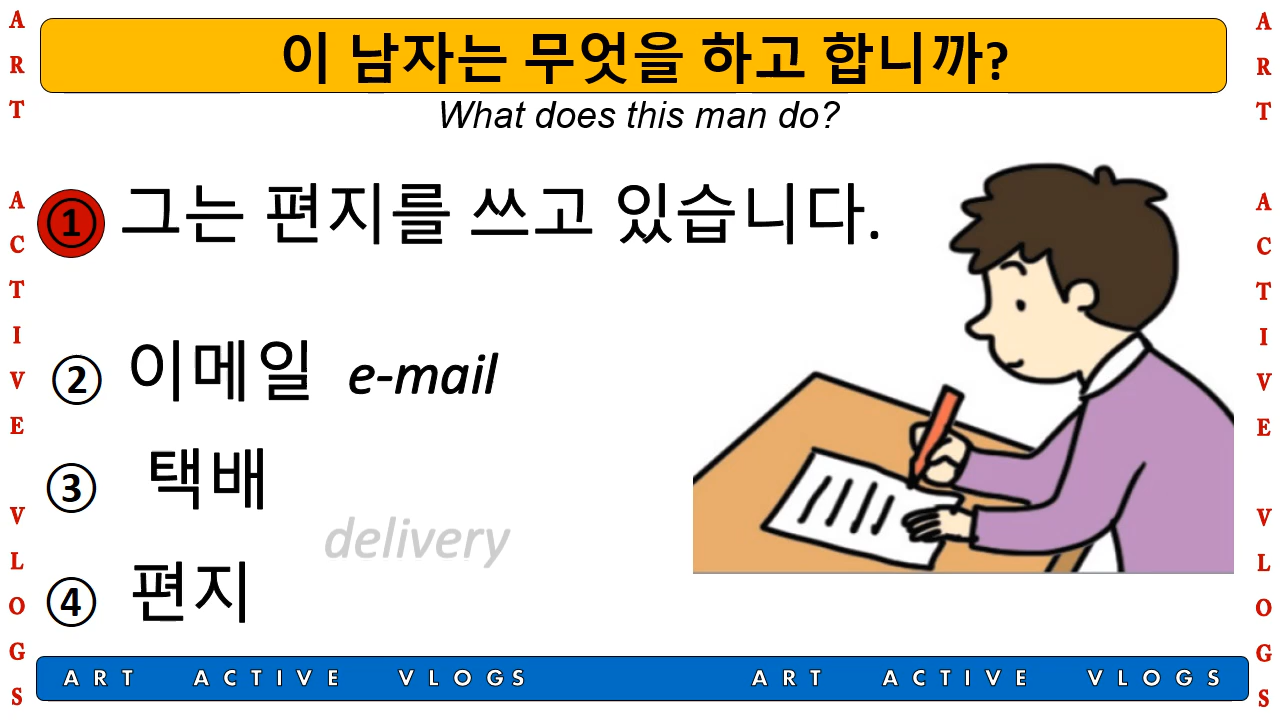 이 남자는 무엇을 하고 합니까?
What does this man do?
① 그는 편지를 쓰고 있습니다.
② 이메일 e-mail
③ 택배
delivery
④ 편지
ART ACTIVE VLOGS ART ACTIVE VLOGS
ART ACTIVE VLOGS
ART ACTIVE VLOGS